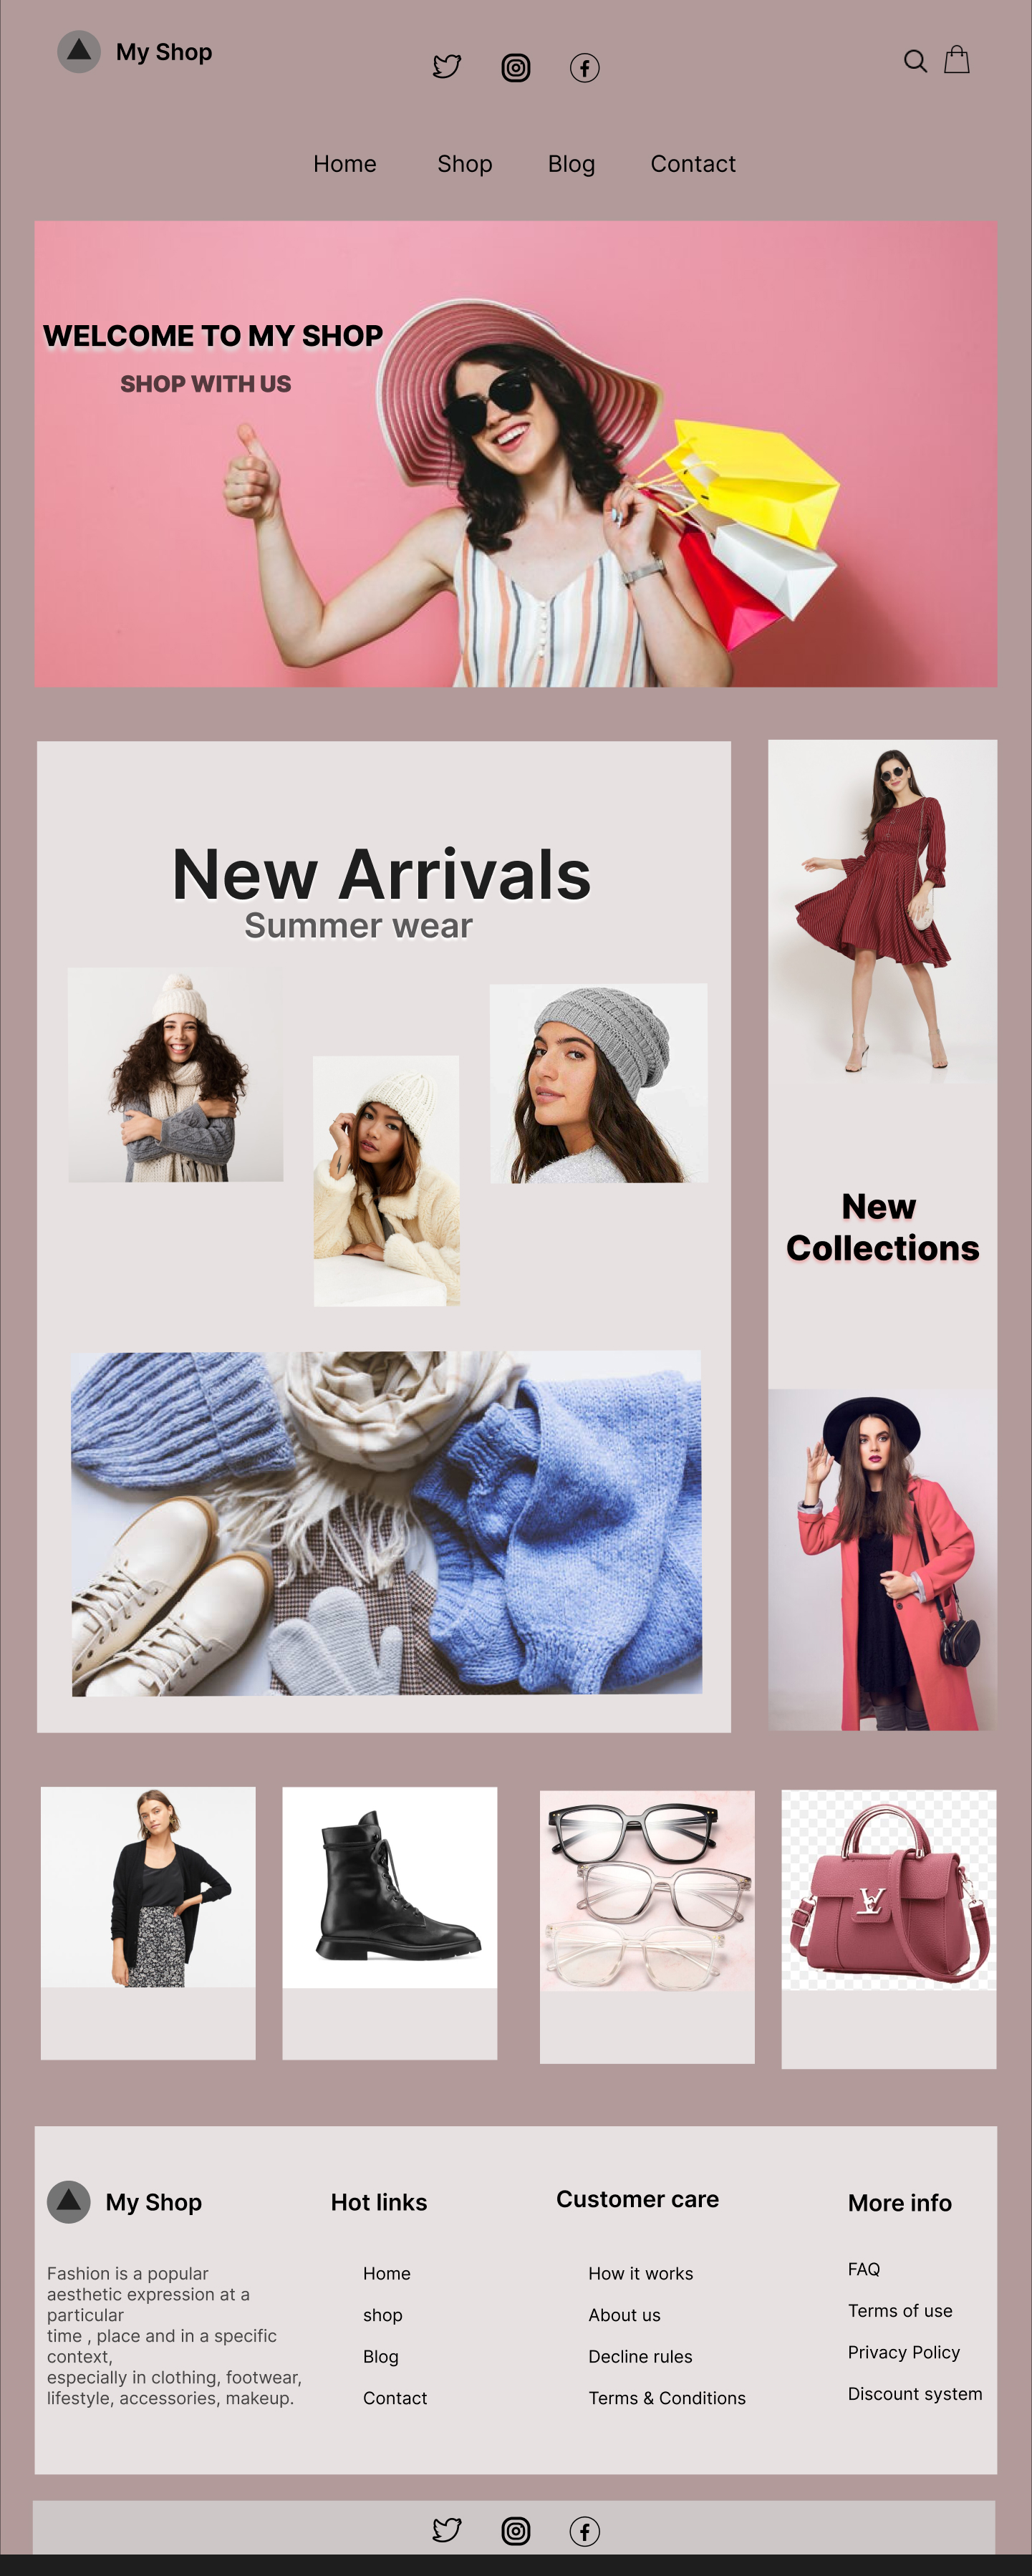 My Shop
Home Shop Blog Contact
WELCOME TO MY SHOP
SHOP WITH US
New Arrivals
Summer wear
New
Collections
My Shop
Fashion is a popular
aesthetic expression at a
particular
time , place and in a specific
context,
especially in clothing, footwear,
lifestyle, accessories, makeup.
Hot links
Home
shop
Blog
Contact
Customer care
How it works
About us
Decline rules
Terms & Conditions
More info
FAQ
Terms of use
Privacy Policy
Discount system